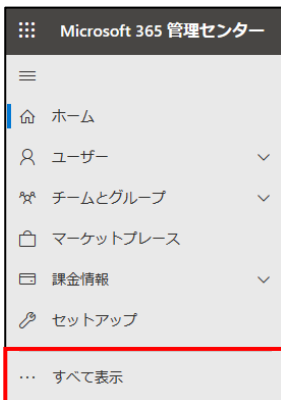 Microsoft 365 管理センター
ホーム
ユーザー
チームとグループ
マーケットプレース
課金情報
セットアップ
… すべて表示